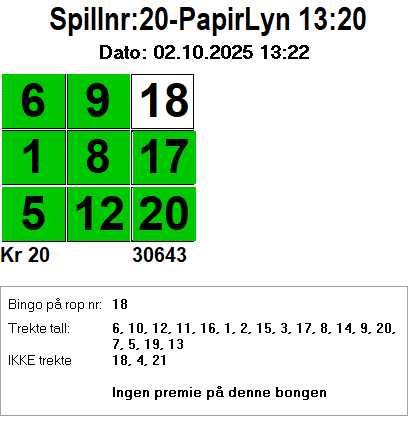 Spillnr:20-PapirLyn 13:20
Dato: 02.10.2025 13:22
6 9 18
1 8 17
5 12 20
Kr 20 30643
Bingo på rop nr: 18
Trekte tall: 6, 10, 12, 11, 16, 1, 2, 15, 3, 17, 8, 14, 9, 20,
7, 5, 19, 13
IKKE trekte 18, 4, 21
Ingen premie på denne bongen